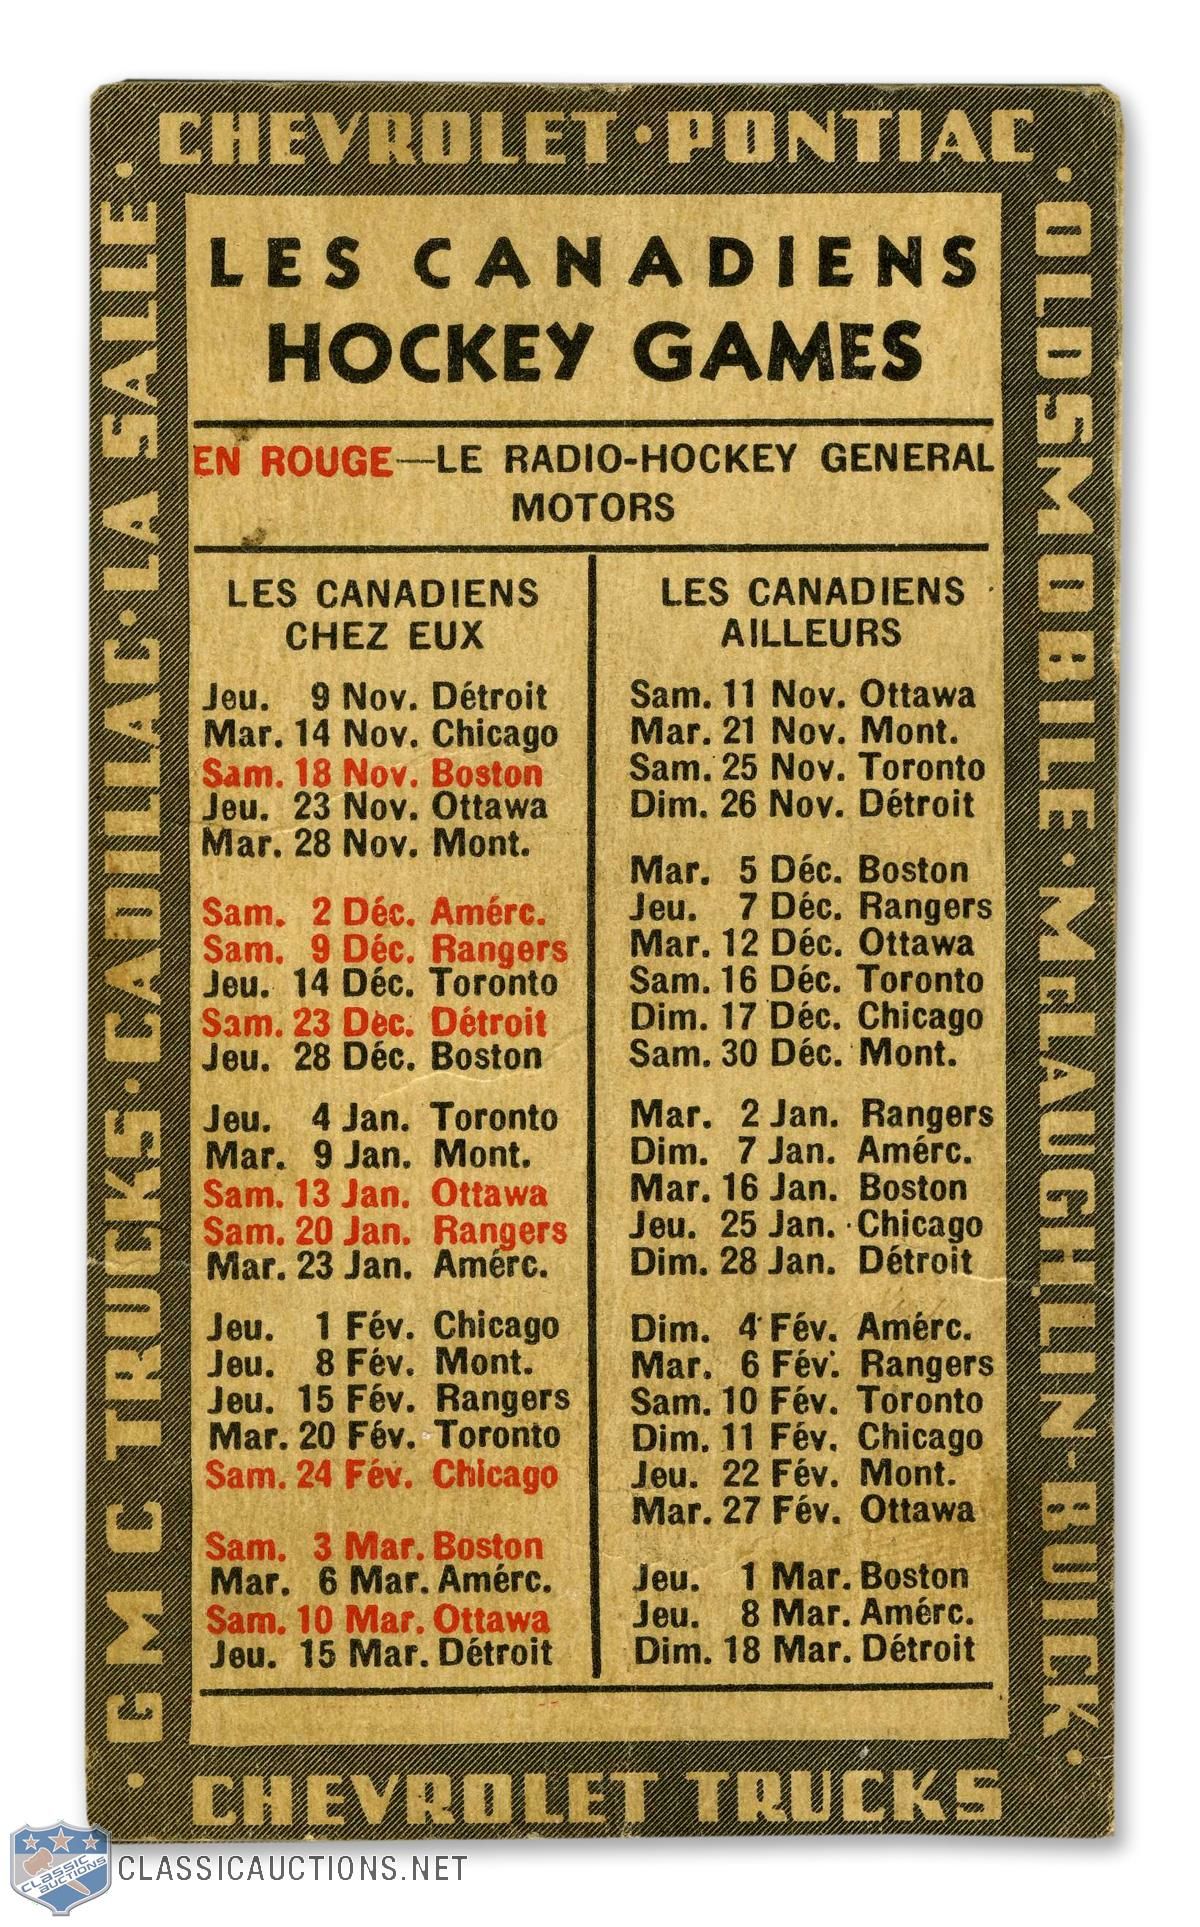 CHEVROLET · PONTIAC
· OLDSMOBILE · McLAUGHLIN-BUICK ·
GMC TRUCKS · CADILLAC · LA SALLE ·
LES CANADIENS
HOCKEY GAMES
EN ROUGE—LE RADIO-HOCKEY GENERAL
MOTORS
LES CANADIENS
CHEZ EUX
Jeu. 9 Nov. Détroit
Mar. 14 Nov. Chicago
Sam. 18 Nov. Boston
Jeu. 23 Nov. Ottawa
Mar. 28 Nov. Mont.
Sam. 2 Déc. Amérc.
Sam. 9 Déc. Rangers
Jeu. 14 Déc. Toronto
Sam. 23 Déc. Détroit
Jeu. 28 Déc. Boston
Jeu. 4 Jan. Toronto
Mar. 9 Jan. Mont.
Sam. 13 Jan. Ottawa
Sam. 20 Jan. Rangers
Mar. 23 Jan. Amérc.
Jeu. 1 Fév. Chicago
Jeu. 8 Fév. Mont.
Jeu. 15 Fév. Rangers
Mar. 20 Fév. Toronto
Sam. 24 Fév. Chicago
Sam. 3 Mar. Boston
Mar. 6 Mar. Amérc.
Sam. 10 Mar. Ottawa
Jeu. 15 Mar. Détroit
LES CANADIENS
AILLEURS
Sam. 11 Nov. Ottawa
Mar. 21 Nov. Mont.
Sam. 25 Nov. Toronto
Dim. 26 Nov. Détroit
Mar. 5 Déc. Boston
Jeu. 7 Déc. Rangers
Mar. 12 Déc. Ottawa
Sam. 16 Déc. Toronto
Dim. 17 Déc. Chicago
Sam. 30 Déc. Mont.
Mar. 2 Jan. Rangers
Dim. 7 Jan. Amérc.
Mar. 16 Jan. Boston
Jeu. 25 Jan. Chicago
Dim. 28 Jan. Détroit
Dim. 4 Fév. Amérc.
Mar. 6 Fév. Rangers
Sam. 10 Fév. Toronto
Dim. 11 Fév. Chicago
Jeu. 22 Fév. Mont.
Mar. 27 Fév. Ottawa
Jeu. 1 Mar. Boston
Jeu. 8 Mar. Amérc.
Dim. 18 Mar. Détroit
CHEVROLET TRUCKS
CLASSIC AUCTIONS
CLASSICAUCTIONS.NET